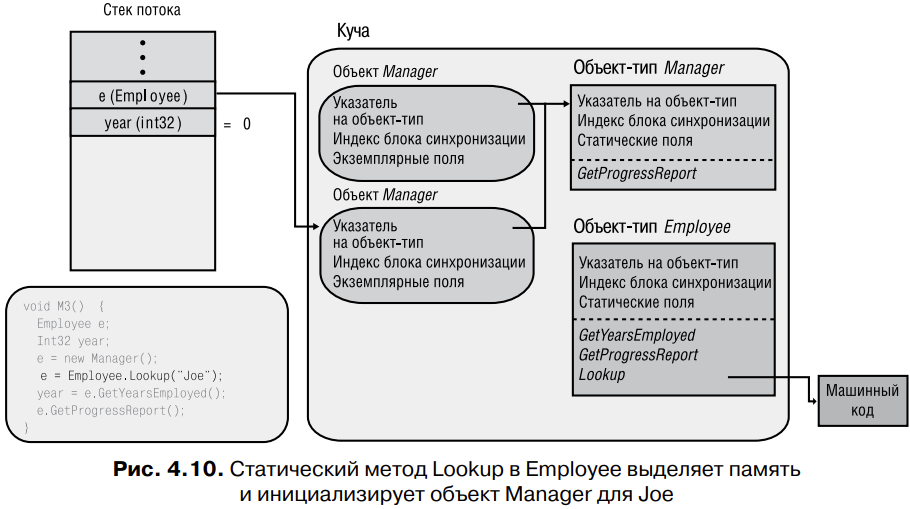 Стек потока
e (Employee)
year (int32)
= 0
Куча
Объект Manager
Указатель
на объект-тип
Индекс блока синхронизации
Экземплярные поля
Объект Manager
Указатель
на объект-тип
Индекс блока синхронизации
Экземплярные поля
Объект-тип Manager
Указатель на объект-тип
Индекс блока синхронизации
Статические поля
GetProgressReport
Объект-тип Employee
Указатель на объект-тип
Индекс блока синхронизации
Статические поля
GetYearsEmployed
GetProgressReport
Lookup
Машинный
код
void M3() {
Employee e;
Int32 year;
e = new Manager();
e = Employee.Lookup("Joe");
year = e.GetYearsEmployed();
e.GetProgressReport();
}
Рис. 4.10. Статический метод Lookup в Employee выделяет память
и инициализирует объект Manager для Joe